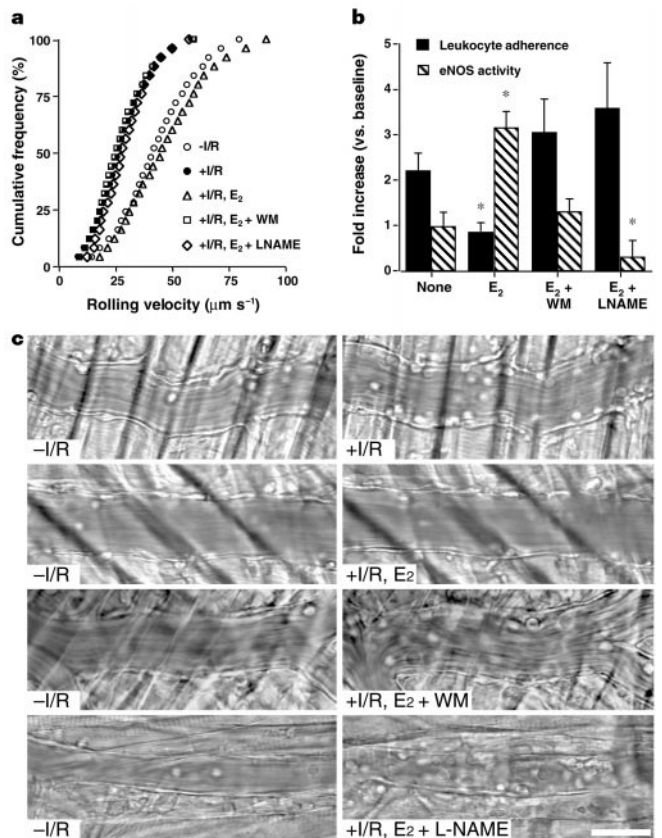 a
Cumulative frequency (%)
100
75
50
25
0
0 25 50 75 100
Rolling velocity (μm s⁻¹)
-I/R
+I/R
+I/R, E₂
+I/R, E₂ + WM
+I/R, E₂ + LNAME
b
Fold increase (vs. baseline)
5
4
3
2
1
0
Leukocyte adherence
eNOS activity
*
*
*
None
E₂
E₂ +
WM
E₂ +
LNAME
c
–I/R
+I/R
–I/R
+I/R, E₂
–I/R
+I/R, E₂ + WM
–I/R
+I/R, E₂ + L-NAME